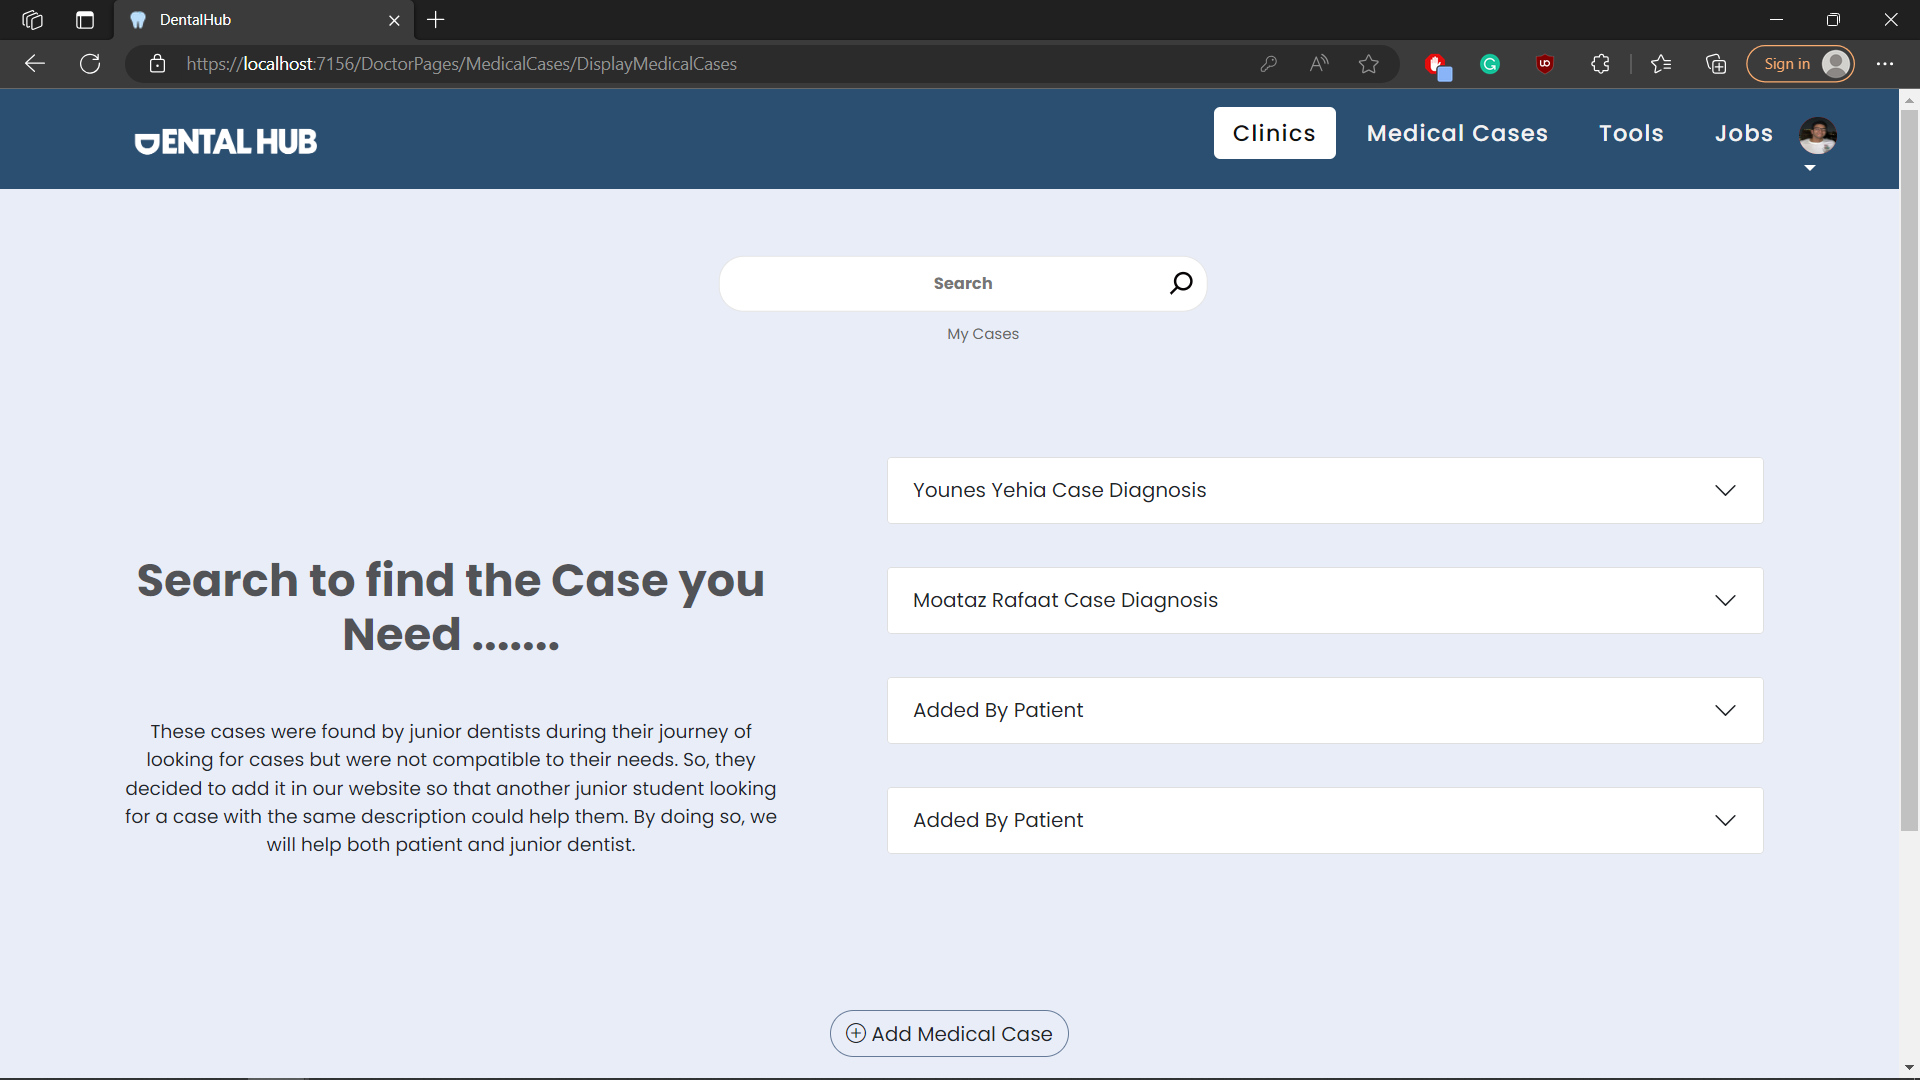 DentalHub
https://localhost:7156/DoctorPages/MedicalCases/DisplayMedicalCases
Sign in
DENTAL HUB
Clinics
Medical Cases
Tools
Jobs
Search
My Cases
Younes Yehia Case Diagnosis
Moataz Rafaat Case Diagnosis
Added By Patient
Added By Patient
Search to find the Case you
Need .......
These cases were found by junior dentists during their journey of
looking for cases but were not compatible to their needs. So, they
decided to add it in our website so that another junior student looking
for a case with the same description could help them. By doing so, we
will help both patient and junior dentist.
Add Medical Case